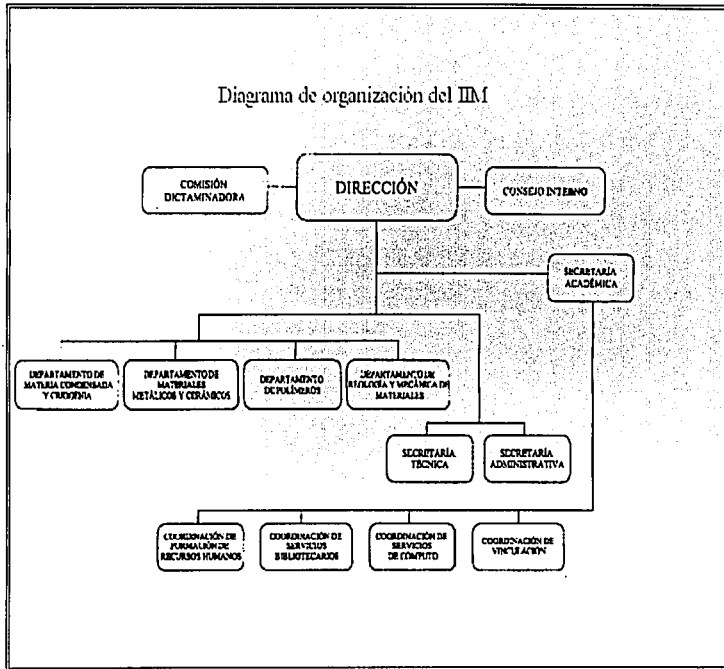 Diagrama de organización del IIM
COMISIÓN
DICTAMINADORA
DIRECCIÓN
CONSEJO INTERNO
SECRETARÍA
ACADÉMICA
DEPARTAMENTO DE
MATERIA CONDENSADA
Y CRIOGENIA
DEPARTAMENTO DE
MATERIALES
METÁLICOS Y CERÁMICOS
DEPARTAMENTO
DE POLÍMEROS
DEPARTAMENTO DE
REOLOGÍA Y MECÁNICA DE
MATERIALES
SECRETARÍA
TÉCNICA
SECRETARÍA
ADMINISTRATIVA
COORDINACIÓN DE
FORMACIÓN DE
RECURSOS HUMANOS
COORDINACIÓN DE
SERVICIOS
BIBLIOTECARIOS
COORDINACIÓN DE
SERVICIOS
DE CÓMPUTO
COORDINACIÓN DE
VINCULACIÓN